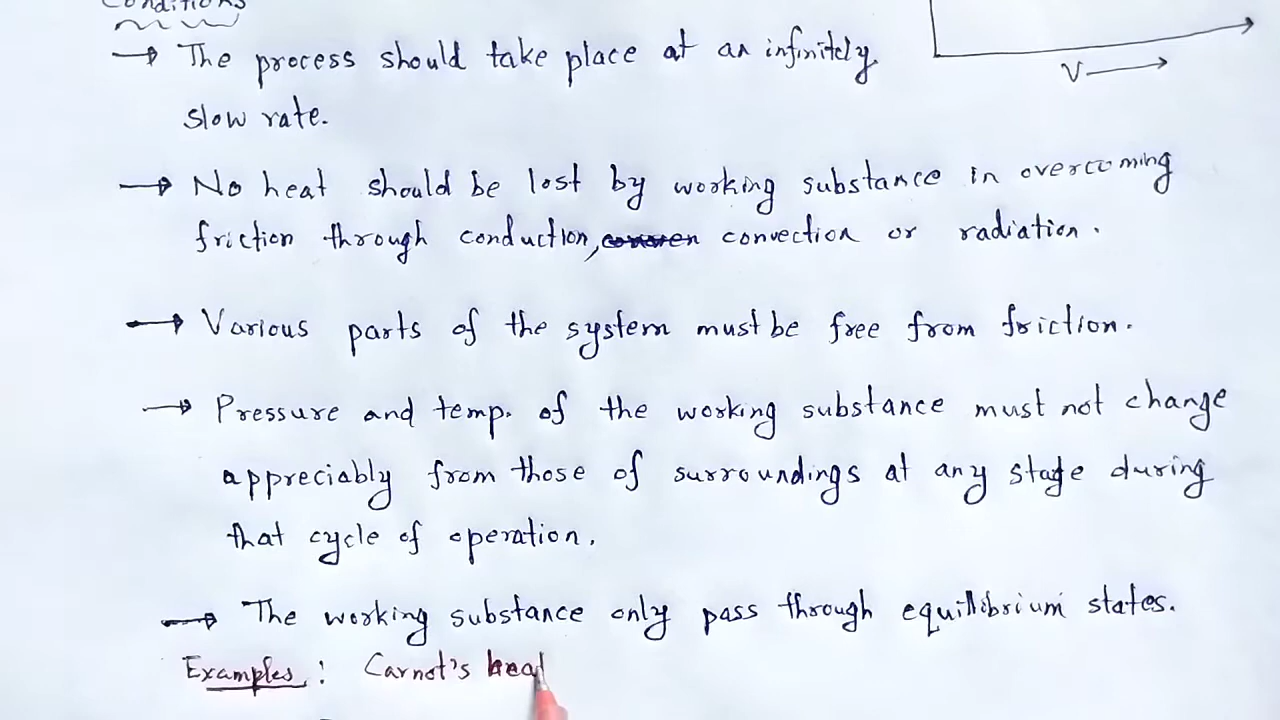 Conditions
V
→ The process should take place at an infinitely
slow rate.
→ No heat should be lost by working substance in overcoming
friction through conduction, convection or radiation.
→ Various parts of the system must be free from friction.
→ Pressure and temp. of the working substance must not change
appreciably from those of surroundings at any stage during
that cycle of operation.
→ The working substance only pass through equillibrium states.
Examples : Carnot's heat